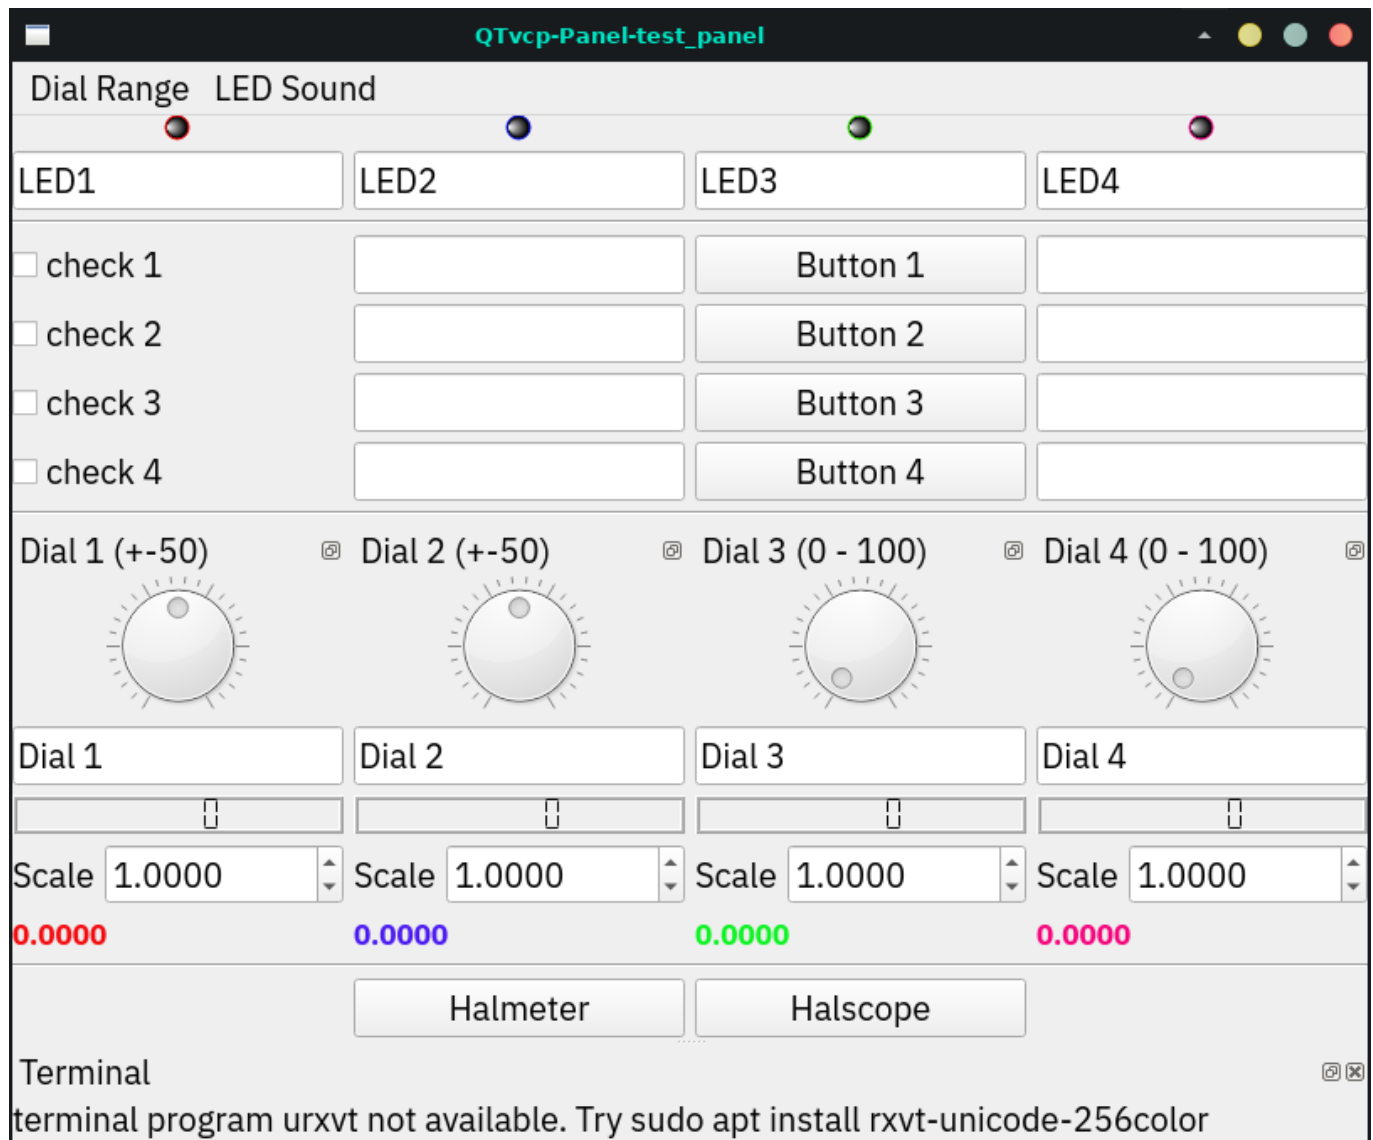 QTvcp-Panel-test_panel
Dial Range LED Sound
LED1 LED2 LED3 LED4
check 1 Button 1
check 2 Button 2
check 3 Button 3
check 4 Button 4
Dial 1 (+-50) Dial 2 (+-50) Dial 3 (0 - 100) Dial 4 (0 - 100)
Dial 1 Dial 2 Dial 3 Dial 4
0 0 0 0
Scale 1.0000 Scale 1.0000 Scale 1.0000 Scale 1.0000
0.0000 0.0000 0.0000 0.0000
Halmeter Halscope
Terminal
terminal program urxvt not available. Try sudo apt install rxvt-unicode-256color